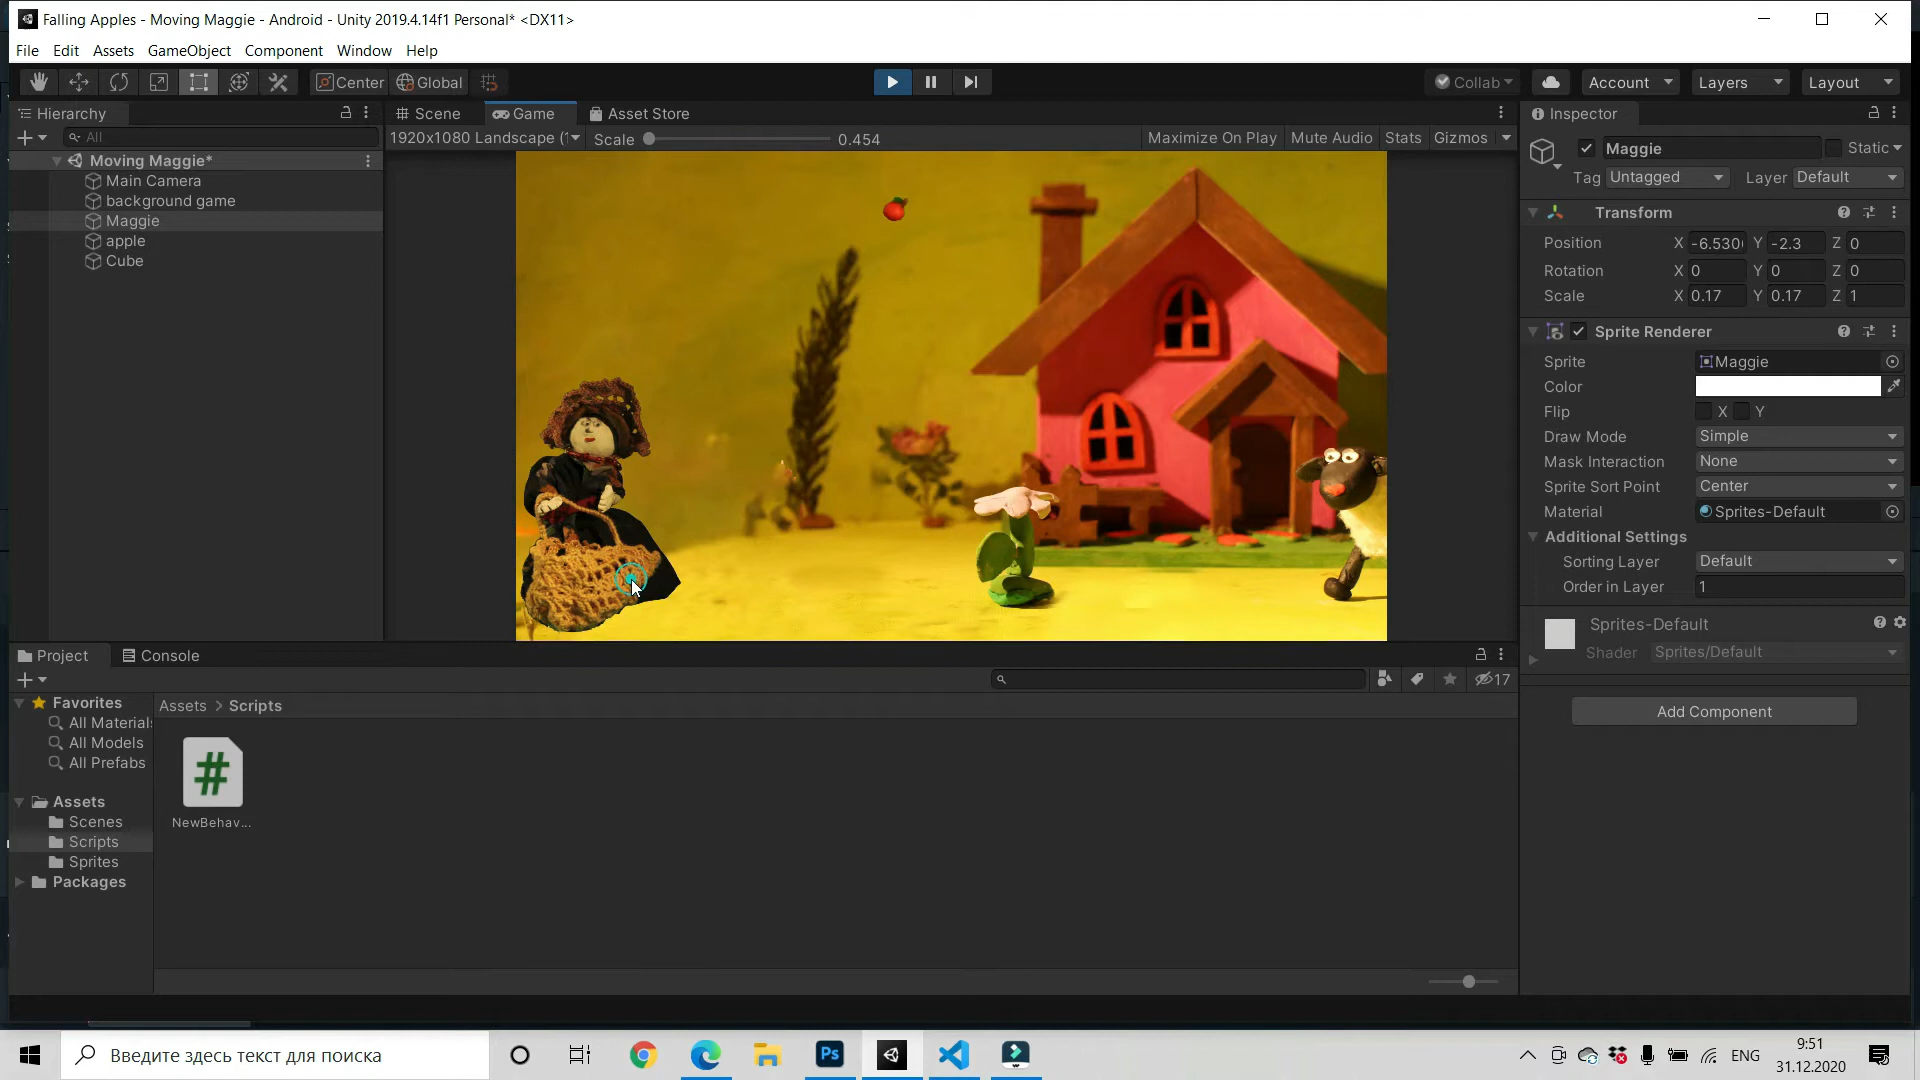 Falling Apples - Moving Maggie - Android - Unity 2019.4.14f1 Personal* <DX11>
File Edit Assets GameObject Component Window Help
Center Global Collab Account Layers Layout
Hierarchy
All
Moving Maggie*
Main Camera
background game
Maggie
apple
Cube
Scene Game Asset Store
1920x1080 Landscape (1 Scale 0.454 Maximize On Play Mute Audio Stats Gizmos
Inspector
Maggie Static
Tag Untagged Layer Default
Transform
Position X -6.530 Y -2.3 Z 0
Rotation X 0 Y 0 Z 0
Scale X 0.17 Y 0.17 Z 1
Sprite Renderer
Sprite Maggie
Color
Flip X Y
Draw Mode Simple
Mask Interaction None
Sprite Sort Point Center
Material Sprites-Default
Additional Settings
Sorting Layer Default
Order in Layer 1
Sprites-Default
Shader Sprites/Default
Add Component
Project Console
17
Favorites
All Materials
All Models
All Prefabs
Assets
Scenes
Scripts
Sprites
Packages
Assets > Scripts
#
NewBehav...
Введите здесь текст для поиска
Ps
ENG
9:51
31.12.2020